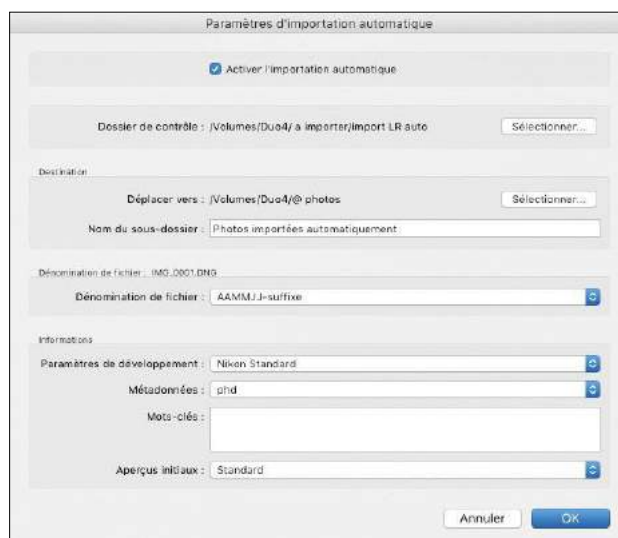 Paramètres d'importation automatique
Activer l'importation automatique
Dossier de contrôle : /Volumes/Duo4/ a importer/import LR auto Sélectionner...
Destination
Déplacer vers : /Volumes/Duo4/@ photos Sélectionner...
Nom du sous-dossier : Photos importées automatiquement
Dénomination de fichier : IMG_0001.DNG
Dénomination de fichier : AAMMJJ-suffixe
Informations
Paramètres de développement : Nikon Standard
Métadonnées : phd
Mots-clés :
Aperçus initiaux : Standard
Annuler OK